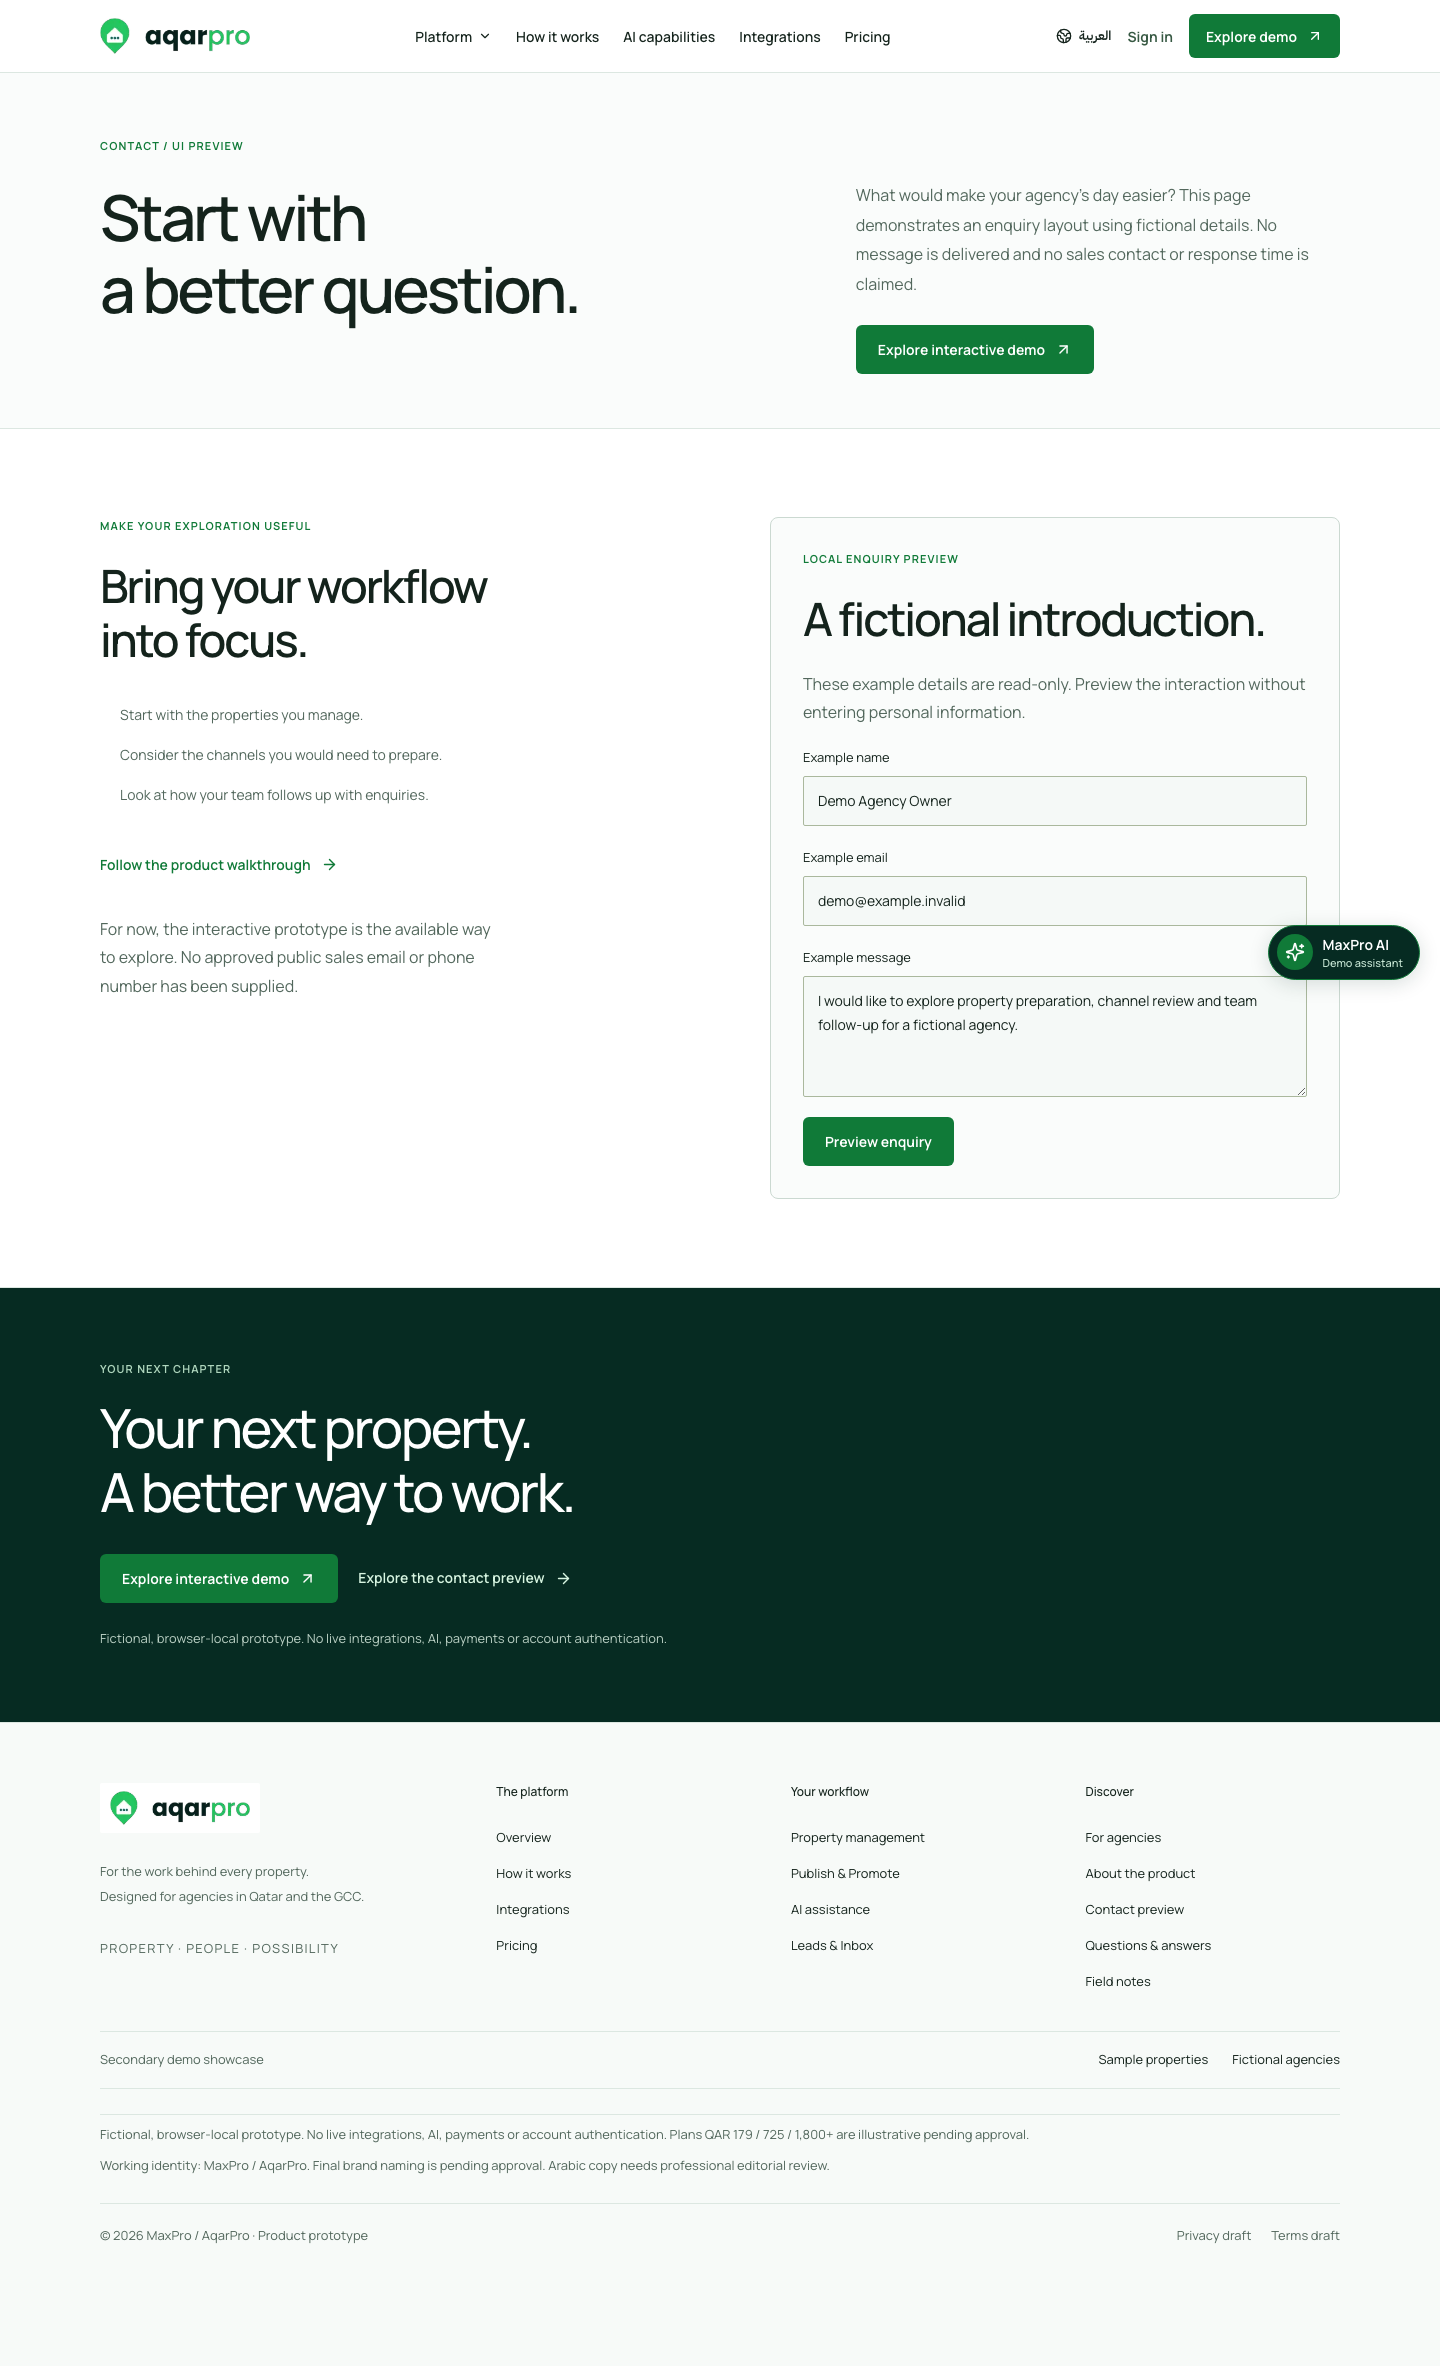 aqarpro
Platform
How it works
AI capabilities
Integrations
Pricing
العربية
Sign in
Explore demo
CONTACT / UI PREVIEW
Start with
a better question.
What would make your agency's day easier? This page
demonstrates an enquiry layout using fictional details. No
message is delivered and no sales contact or response time is
claimed.
Explore interactive demo
MAKE YOUR EXPLORATION USEFUL
Bring your workflow
into focus.
Start with the properties you manage.
Consider the channels you would need to prepare.
Look at how your team follows up with enquiries.
Follow the product walkthrough
For now, the interactive prototype is the available way
to explore. No approved public sales email or phone
number has been supplied.
LOCAL ENQUIRY PREVIEW
A fictional introduction.
These example details are read-only. Preview the interaction without
entering personal information.
Example name
Demo Agency Owner
Example email
demo@example.invalid
Example message
I would like to explore property preparation, channel review and team
follow-up for a fictional agency.
Preview enquiry
MaxPro AI
Demo assistant
YOUR NEXT CHAPTER
Your next property.
A better way to work.
Explore interactive demo
Explore the contact preview
Fictional, browser-local prototype. No live integrations, AI, payments or account authentication.
aqarpro
For the work behind every property.
Designed for agencies in Qatar and the GCC.
PROPERTY · PEOPLE · POSSIBILITY
The platform
Overview
How it works
Integrations
Pricing
Your workflow
Property management
Publish & Promote
AI assistance
Leads & Inbox
Discover
For agencies
About the product
Contact preview
Questions & answers
Field notes
Secondary demo showcase
Sample properties
Fictional agencies
Fictional, browser-local prototype. No live integrations, AI, payments or account authentication. Plans QAR 179 / 725 / 1,800+ are illustrative pending approval.
Working identity: MaxPro / AqarPro. Final brand naming is pending approval. Arabic copy needs professional editorial review.
© 2026 MaxPro / AqarPro · Product prototype
Privacy draft
Terms draft